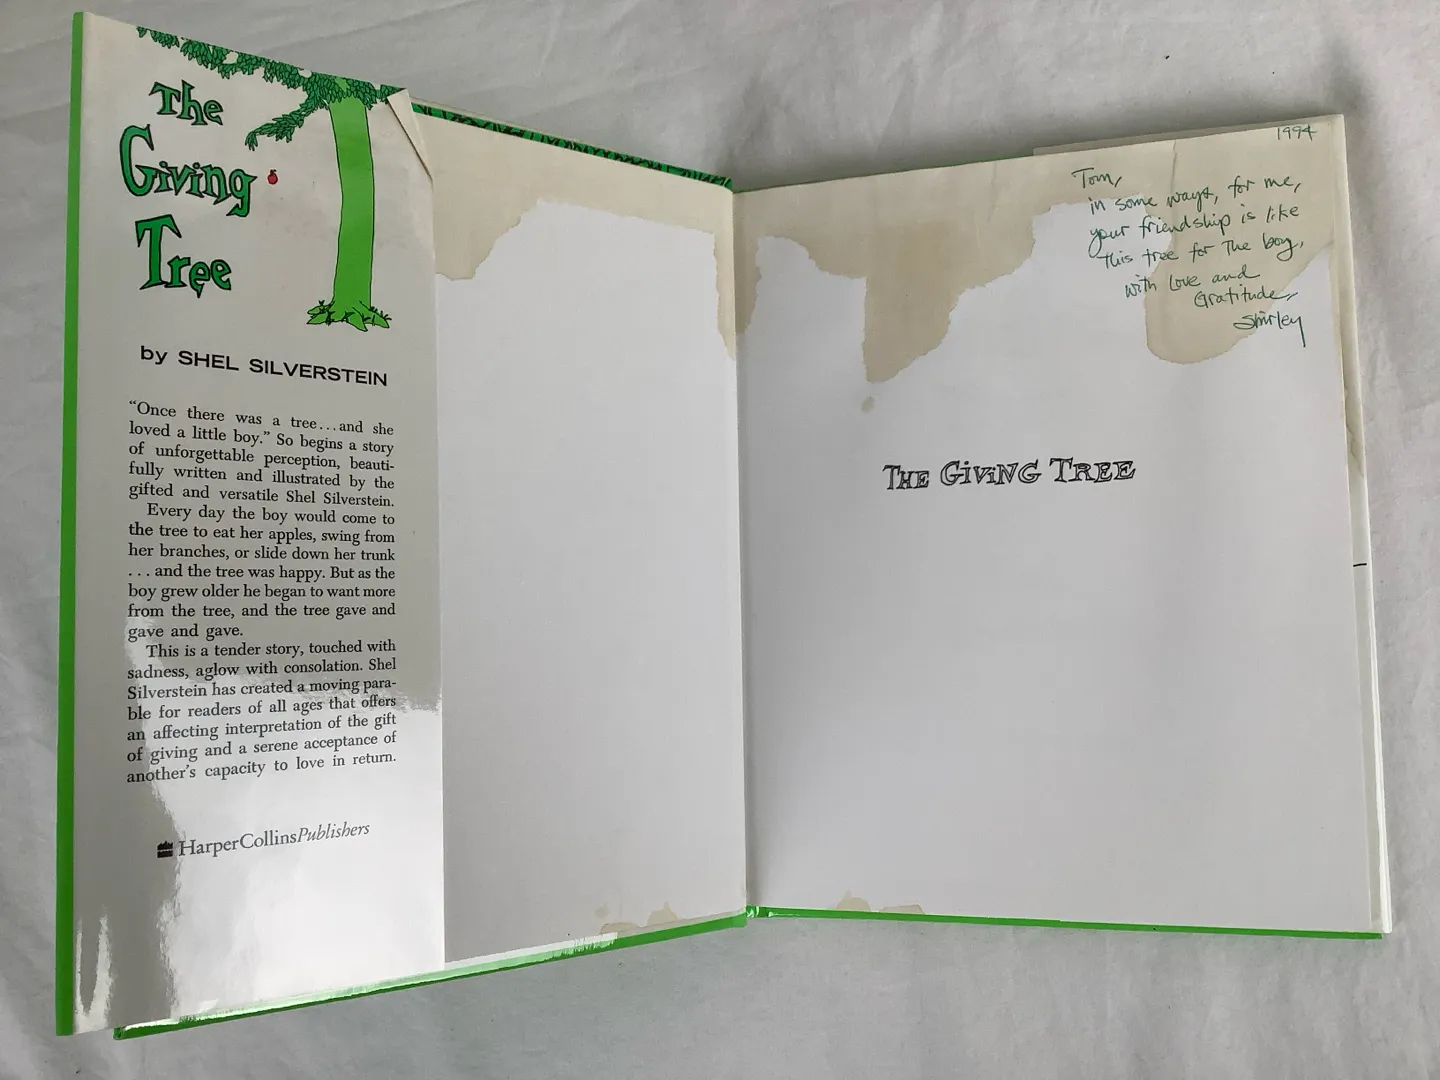 The
Giving
Tree
by SHEL SILVERSTEIN
“Once there was a tree...and she
loved a little boy.” So begins a story
of unforgettable perception, beauti-
fully written and illustrated by the
gifted and versatile Shel Silverstein.
Every day the boy would come to
the tree to eat her apples, swing from
her branches, or slide down her trunk
...and the tree was happy. But as the
boy grew older he began to want more
from the tree, and the tree gave and
gave and gave.
This is a tender story, touched with
sadness, aglow with consolation. Shel
Silverstein has created a moving para-
ble for readers of all ages that offers
an affecting interpretation of the gift
of giving and a serene acceptance of
another’s capacity to love in return.
HarperCollinsPublishers
1994
Tom,
in some ways, for me,
your friendship is like
this tree for the boy,
with love and
Gratitude,
Shirley
THE GIVING TREE